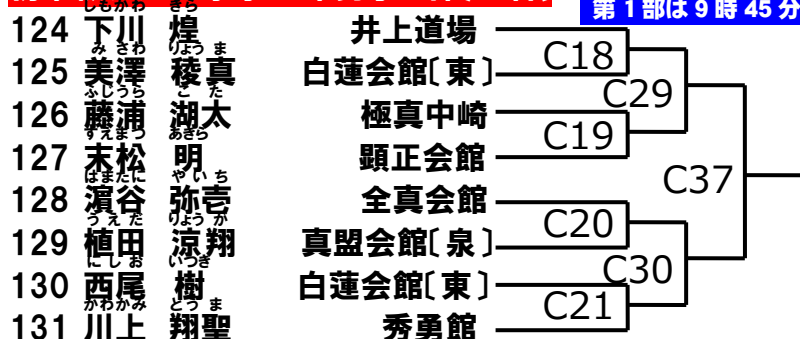 第1部は9時45分
しもかわ きら
124 下川 煌 井上道場
みさわ りょうま
125 美澤 稜真 白蓮会館〔東〕
ふじうら こた
126 藤浦 湖太 極真中崎
すえまつ あきら
127 末松 明 顕正会館
はまたに やいち
128 濵谷 弥壱 全真会館
うえだ りょうが
129 植田 涼翔 真盟会館〔泉〕
にしお いつき
130 西尾 樹 白蓮会館〔東〕
かわかみ とうま
131 川上 翔聖 秀勇館
C18
C29
C19
C37
C20
C30
C21